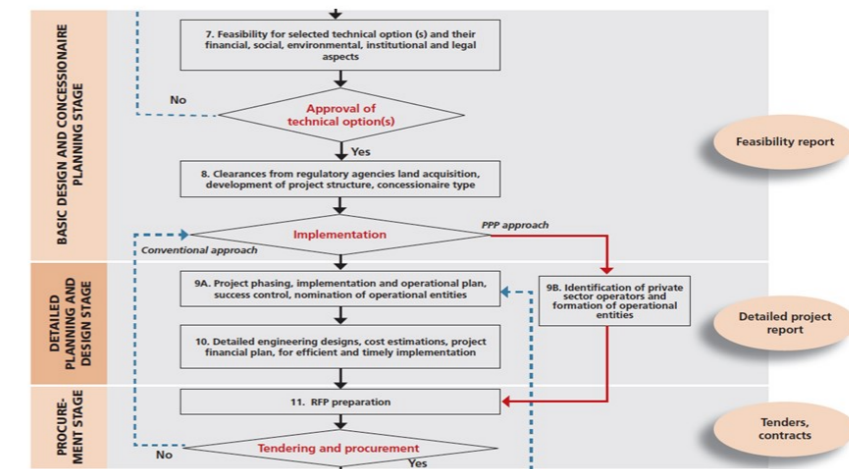 BASIC DESIGN AND CONCESSIONAIRE
PLANNING STAGE
7. Feasibility for selected technical option (s) and their
financial, social, environmental, institutional and legal
aspects
No
Approval of
technical option(s)
Feasibility report
Yes
8. Clearances from regulatory agencies land acquisition,
development of project structure, concessionaire type
PPP approach
Implementation
Conventional approach
DETAILED
PLANNING AND
DESIGN STAGE
9A. Project phasing, implementation and operational plan,
success control, nomination of operational entities
9B. Identification of private
sector operators and
formation of operational
entities
Detailed project
report
10. Detailed engineering designs, cost estimations, project
financial plan, for efficient and timely implementation
PROCURE-
MENT STAGE
11. RFP preparation
Tenders,
contracts
Tendering and procurement
No
Yes